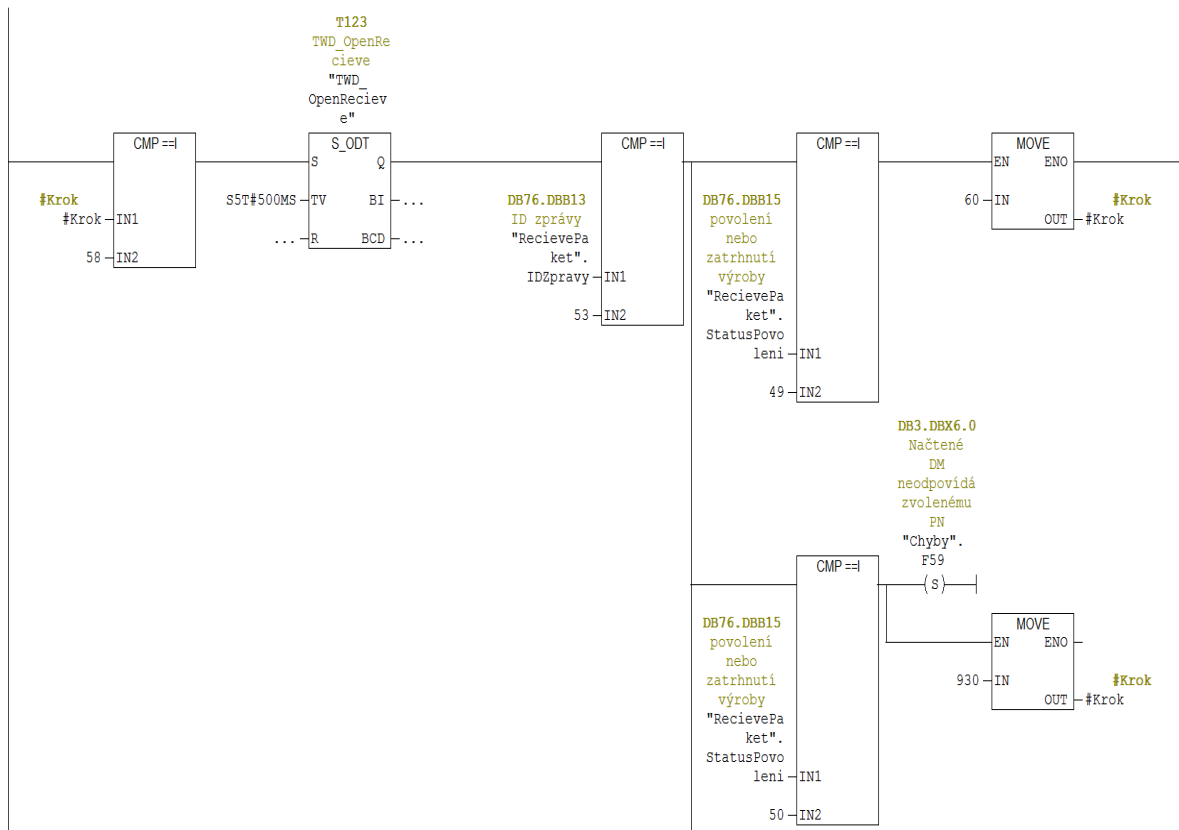 T123
TWD_OpenRe
cieve
"TWD_
OpenReciev
e"
CMP ==I
S_ODT
CMP ==I
CMP ==I
MOVE
S Q
EN ENO
#Krok
#Krok IN1
58 IN2
S5T#500MS TV BI ...
... R BCD ...
DB76.DBB13
ID zprávy
"RecievePa
ket".
IDZpravy IN1
53 IN2
DB76.DBB15
povolení
nebo
zatrhnutí
výroby
"RecievePa
ket".
StatusPovo
leni IN1
49 IN2
60 IN
#Krok
OUT #Krok
DB3.DBX6.0
Načtené
DM
neodpovídá
zvolenému
PN
"Chyby".
F59
CMP ==I
(S)
DB76.DBB15
povolení
nebo
zatrhnutí
výroby
"RecievePa
ket".
StatusPovo
leni IN1
50 IN2
MOVE
EN ENO
930 IN
#Krok
OUT #Krok